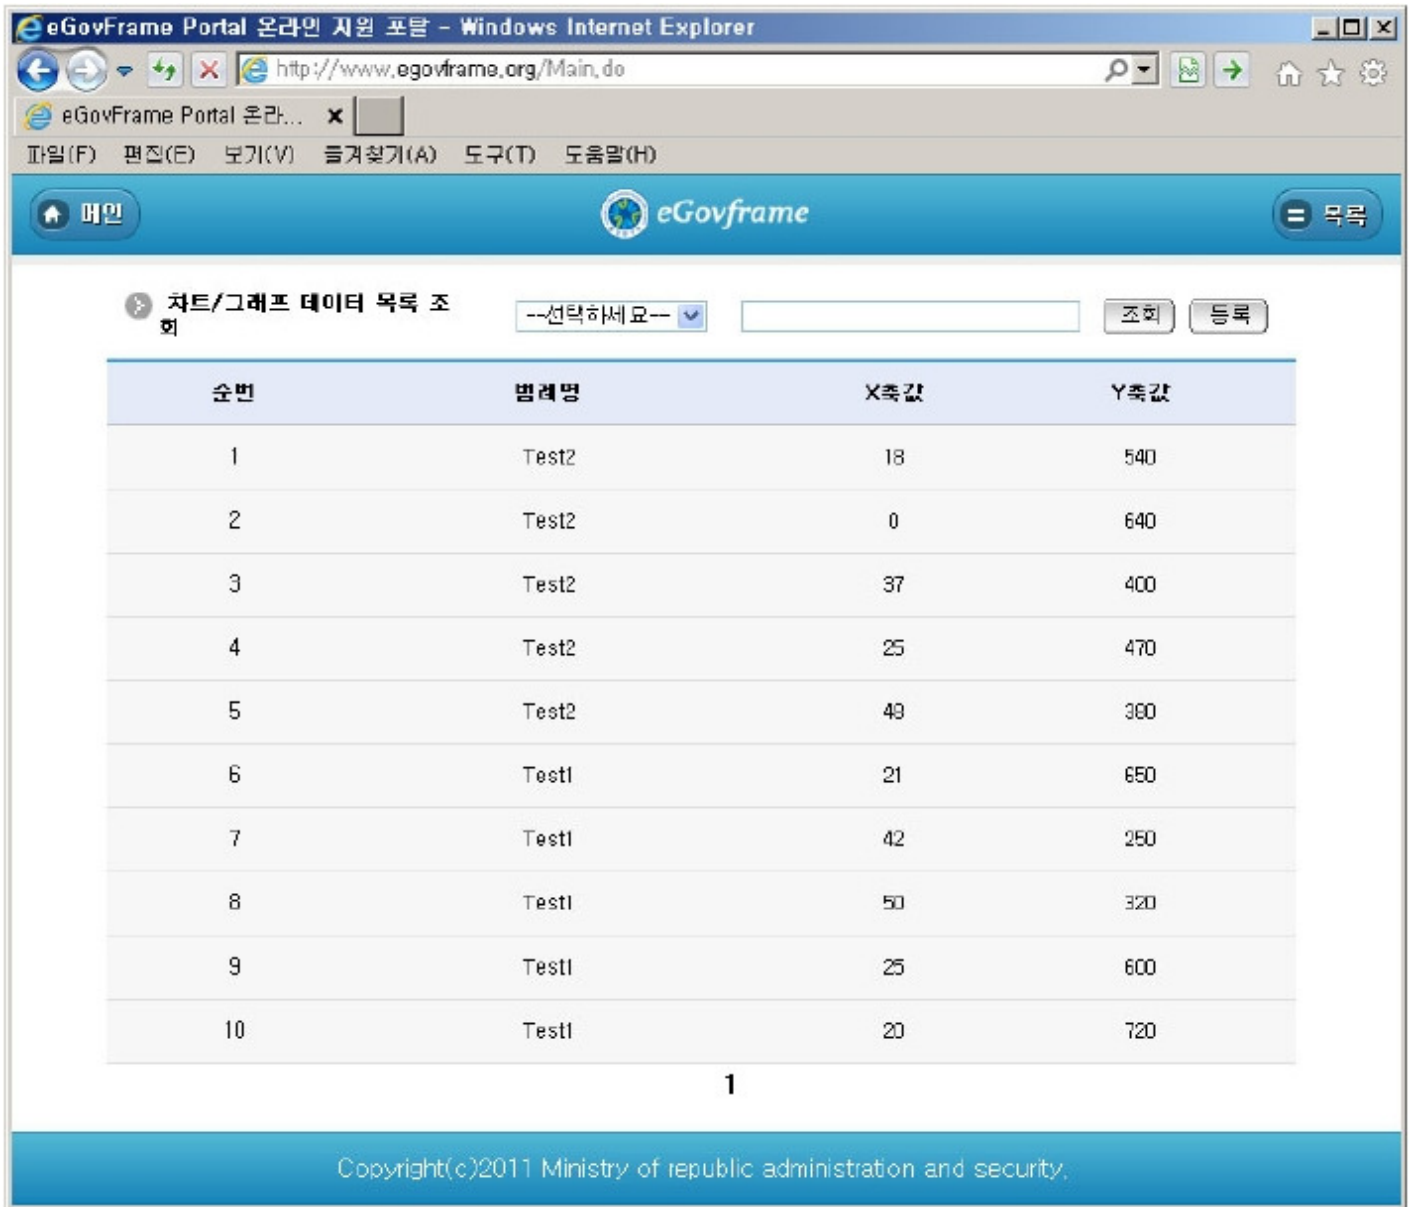 eGovFrame Portal 온라인 지원 포탈 - Windows Internet Explorer
http://www.egovframe.org/Main.do
eGovFrame Portal 온라...
파일(F) 편집(E) 보기(V) 즐겨찾기(A) 도구(T) 도움말(H)
메인 eGovframe 목록
차트/그래프 데이터 목록 조
회
--선택하세요-- 조회 등록
순번 범례명 X축값 Y축값
1 Test2 18 540
2 Test2 0 640
3 Test2 37 400
4 Test2 25 470
5 Test2 48 380
6 Test1 21 650
7 Test1 42 250
8 Test1 50 320
9 Test1 25 600
10 Test1 20 720
1
Copyright(c)2011 Ministry of republic administration and security.